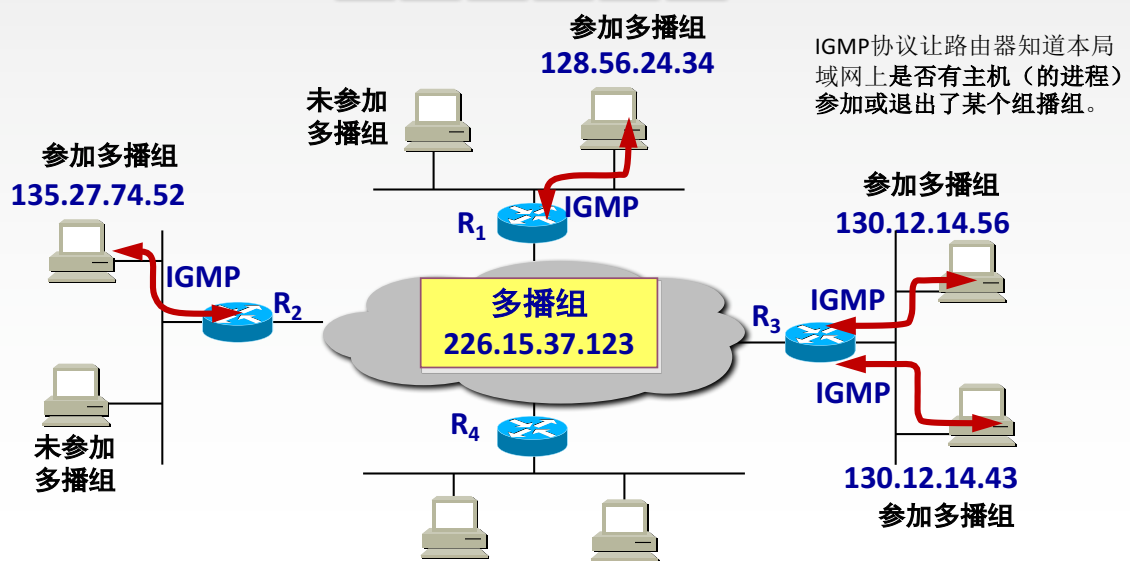 参加多播组
128.56.24.34
IGMP协议让路由器知道本局
域网上是否有主机（的进程）
参加或退出了某个组播组。
未参加
多播组
参加多播组
135.27.74.52
IGMP
R1
参加多播组
130.12.14.56
IGMP
R2
多播组
226.15.37.123
R3
IGMP
IGMP
R4
未参加
多播组
130.12.14.43
参加多播组